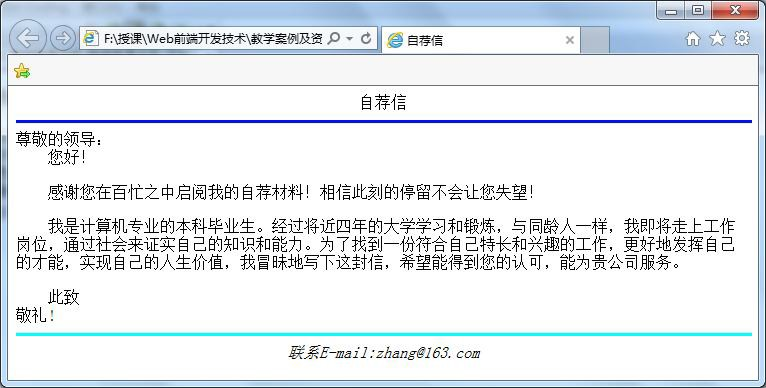 F:\授课\Web前端开发技术\教学案例及资
自荐信
自荐信
尊敬的领导：
您好！
感谢您在百忙之中启阅我的自荐材料！相信此刻的停留不会让您失望！
我是计算机专业的本科毕业生。经过将近四年的大学学习和锻炼，与同龄人一样，我即将走上工作
岗位，通过社会来证实自己的知识和能力。为了找到一份符合自己特长和兴趣的工作，更好地发挥自己
的才能，实现自己的人生价值，我冒昧地写下这封信，希望能得到您的认可，能为贵公司服务。
此致
敬礼！
联系E-mail:zhang@163.com